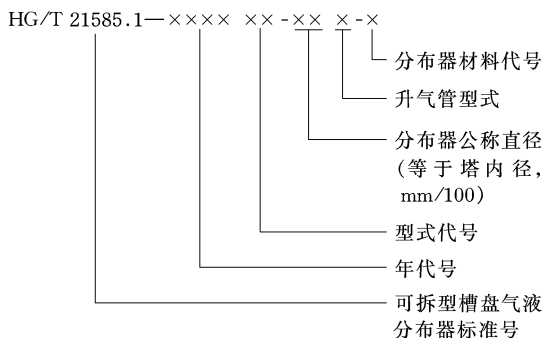 HG/T 21585.1—×××× ××-×× ×-×
分布器材料代号
升气管型式
分布器公称直径
(等于塔内径,
mm/100)
型式代号
年代号
可拆型槽盘气液
分布器标准号